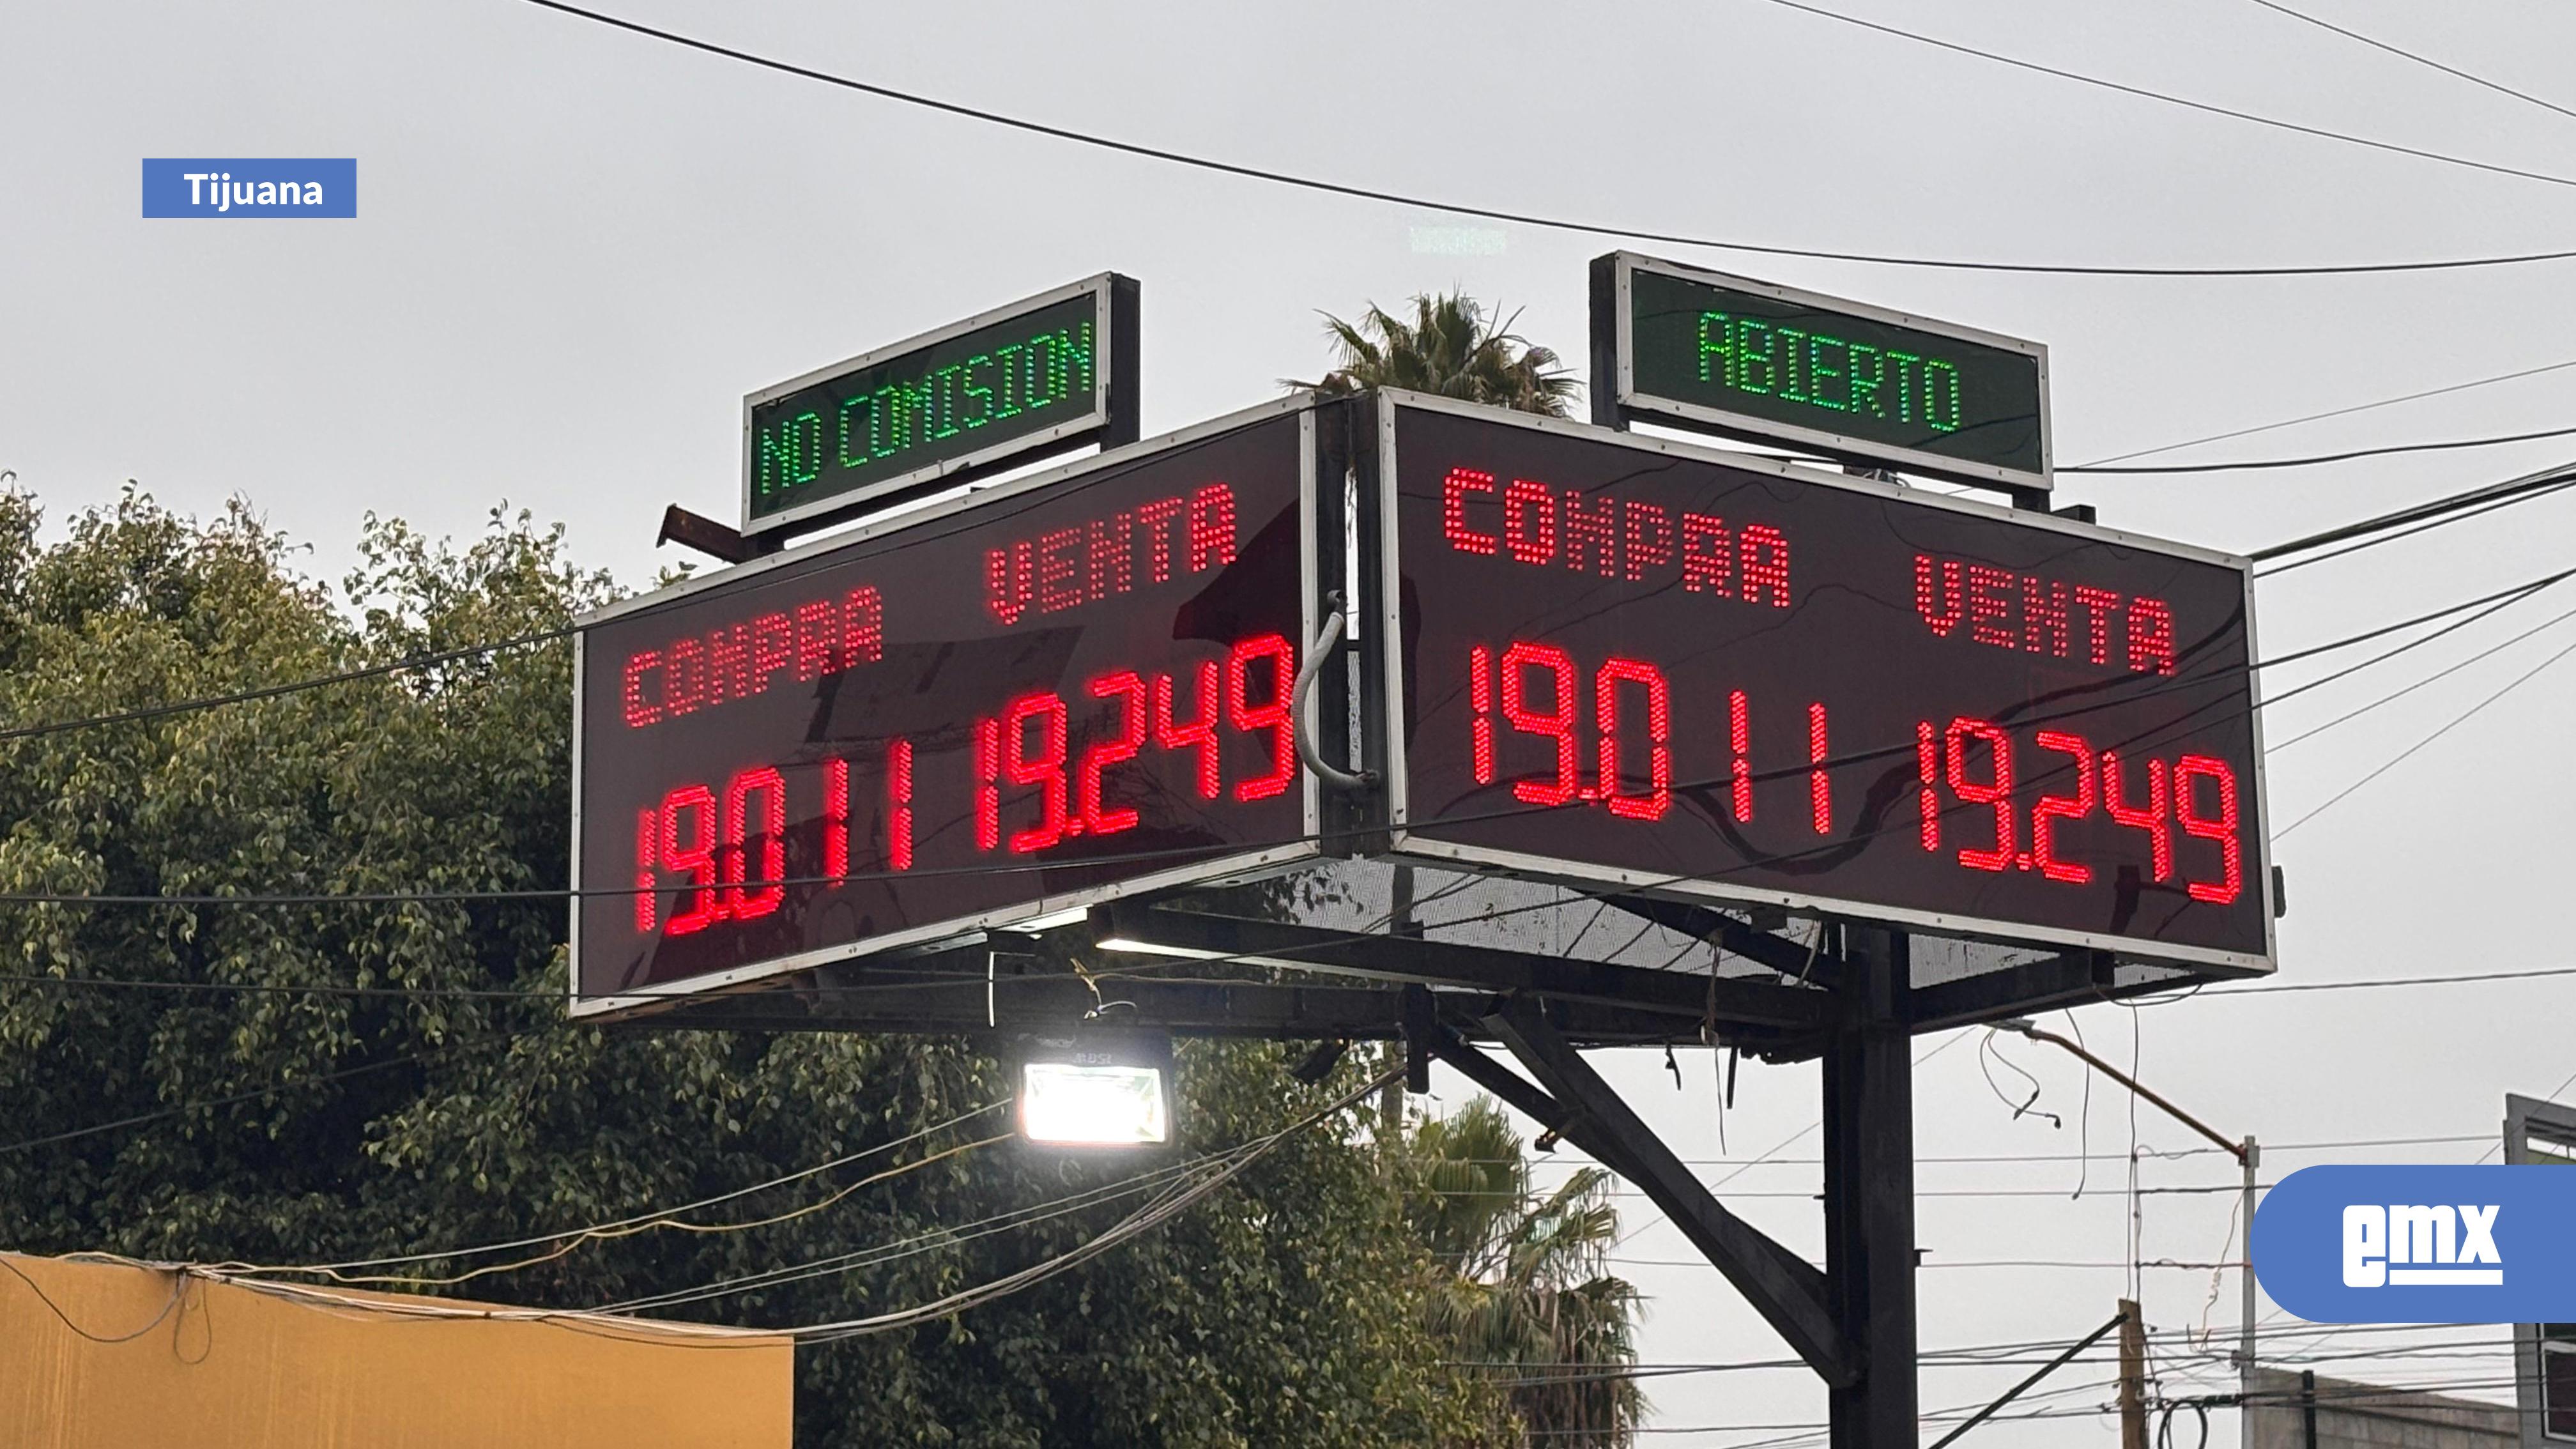 Tijuana
NO COMISION
ABIERTO
COMPRA VENTA
19.011 19.249
COMPRA VENTA
19.011 19.249
emx